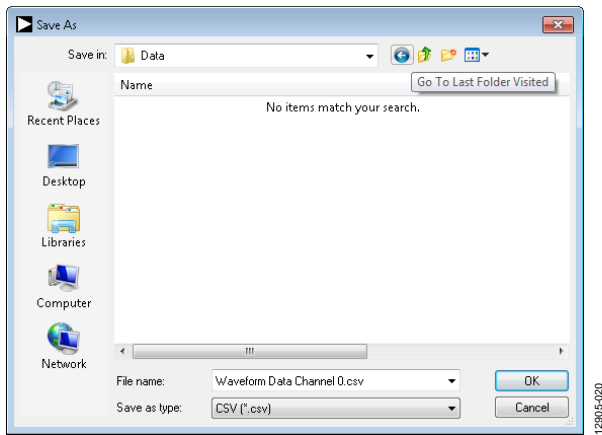 Save As
Save in:
Data
Go To Last Folder Visited
Name
No items match your search.
Recent Places
Desktop
Libraries
Computer
Network
File name:
Waveform Data Channel 0.csv
OK
Save as type:
CSV (*.csv)
Cancel
12905-020